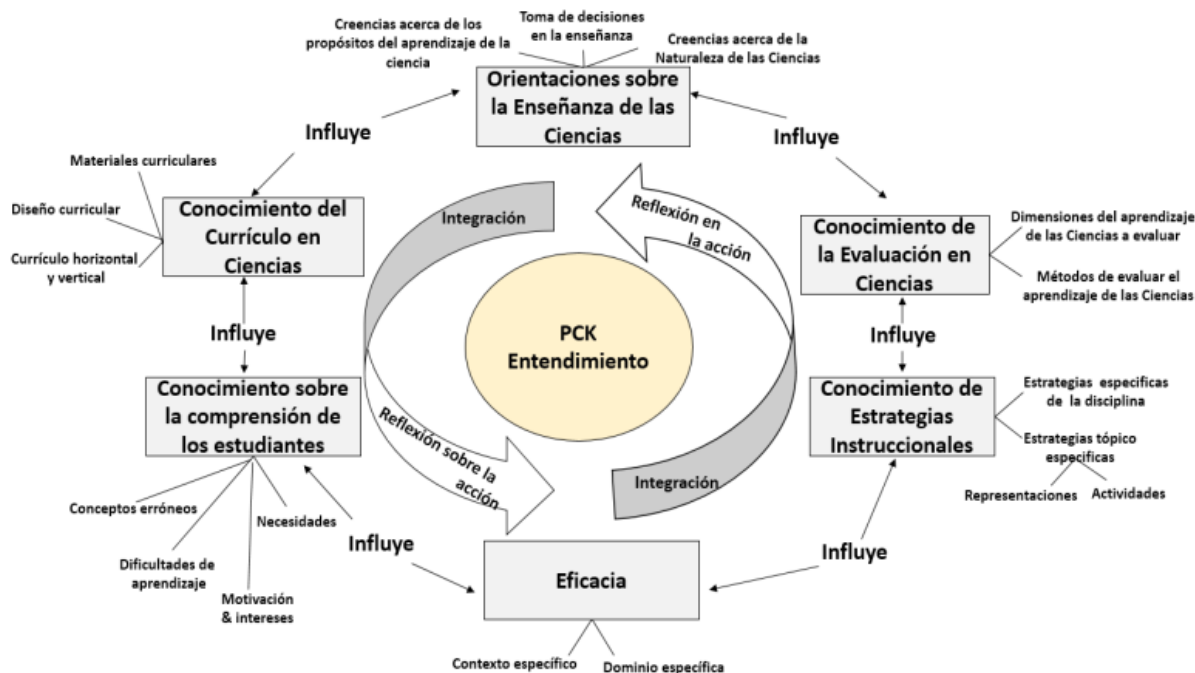 Creencias acerca de los
propósitos del aprendizaje de la
ciencia
Toma de decisiones
en la enseñanza
Creencias acerca de la
Naturaleza de las Ciencias
Orientaciones sobre
la Enseñanza de las
Ciencias
Influye
Influye
Materiales curriculares
Diseño curricular
Currículo horizontal
y vertical
Conocimiento del
Currículo en
Ciencias
Integración
Reflexión en
la acción
Conocimiento de
la Evaluación en
Ciencias
Dimensiones del aprendizaje
de las Ciencias a evaluar
Métodos de evaluar el
aprendizaje de las Ciencias
PCK
Entendimiento
Influye
Influye
Conocimiento sobre
la comprensión de
los estudiantes
Reflexión sobre la
acción
Integración
Conocimiento de
Estrategias
Instruccionales
Estrategias especificas
de la disciplina
Estrategias tópico
especificas
Representaciones
Actividades
Conceptos erróneos
Necesidades
Dificultades de
aprendizaje
Motivación
& intereses
Influye
Influye
Eficacia
Contexto específico
Dominio específica